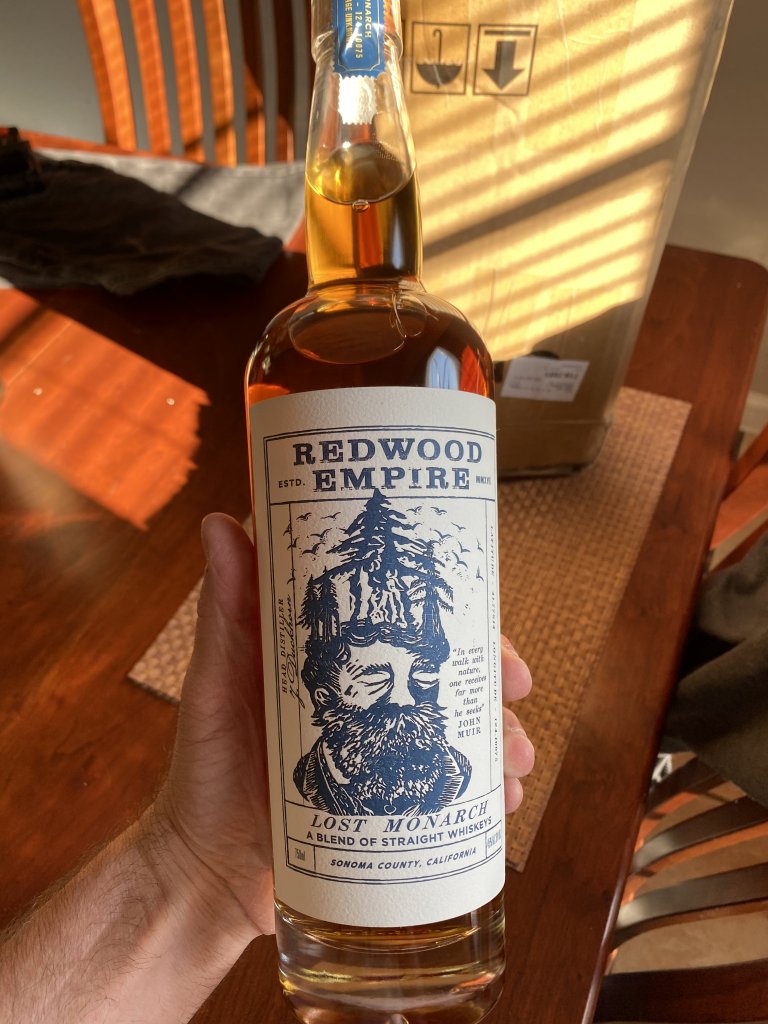 MONARCH
REDWOOD
ESTD. EMPIRE
HEAD DISTILLER
"In every
walk with
nature,
one receives
far more
than
he seeks"
JOHN
MUIR
LOST MONARCH
A BLEND OF STRAIGHT WHISKEYS
750ml
SONOMA COUNTY, CALIFORNIA